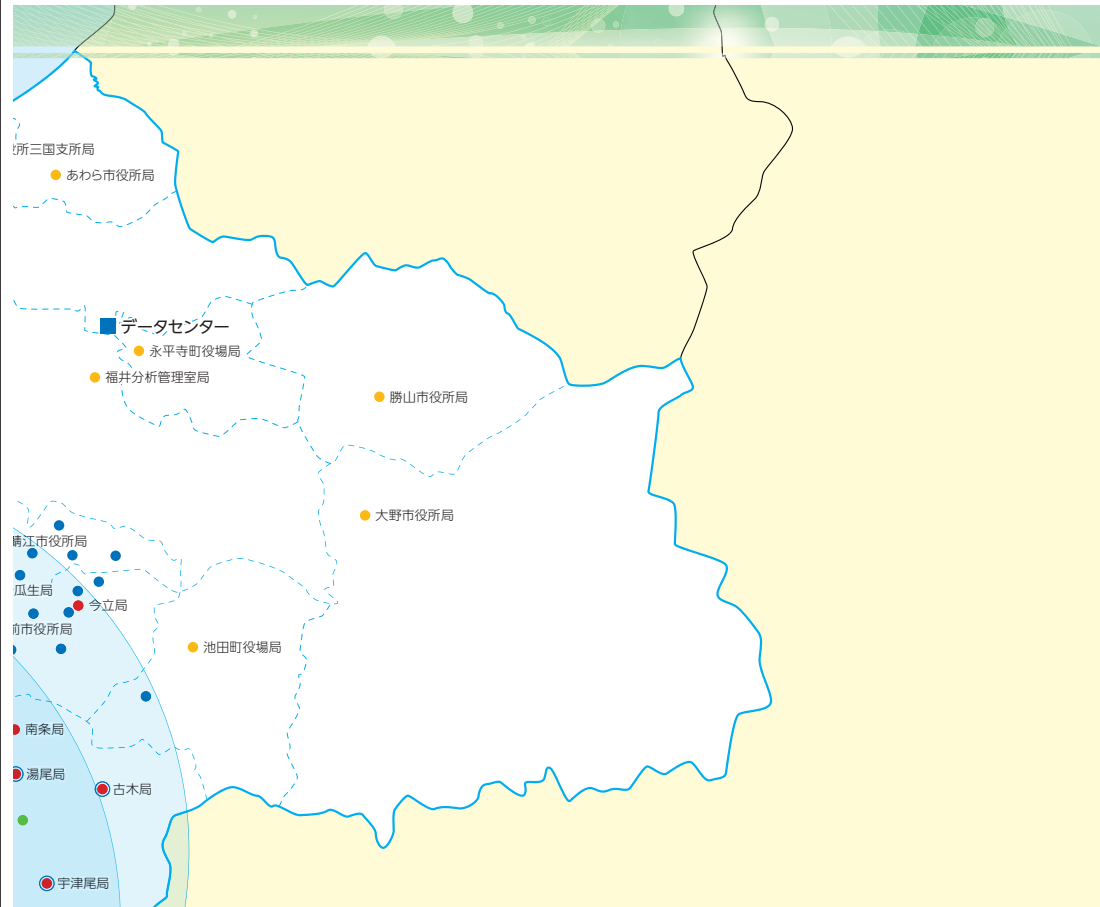 所三国支所局
あわら市役所局
データセンター
永平寺町役場局
福井分析管理室局
勝山市役所局
大野市役所局
鯖江市役所局
瓜生局
今立局
前市役所局
池田町役場局
南条局
湯尾局
古木局
宇津尾局